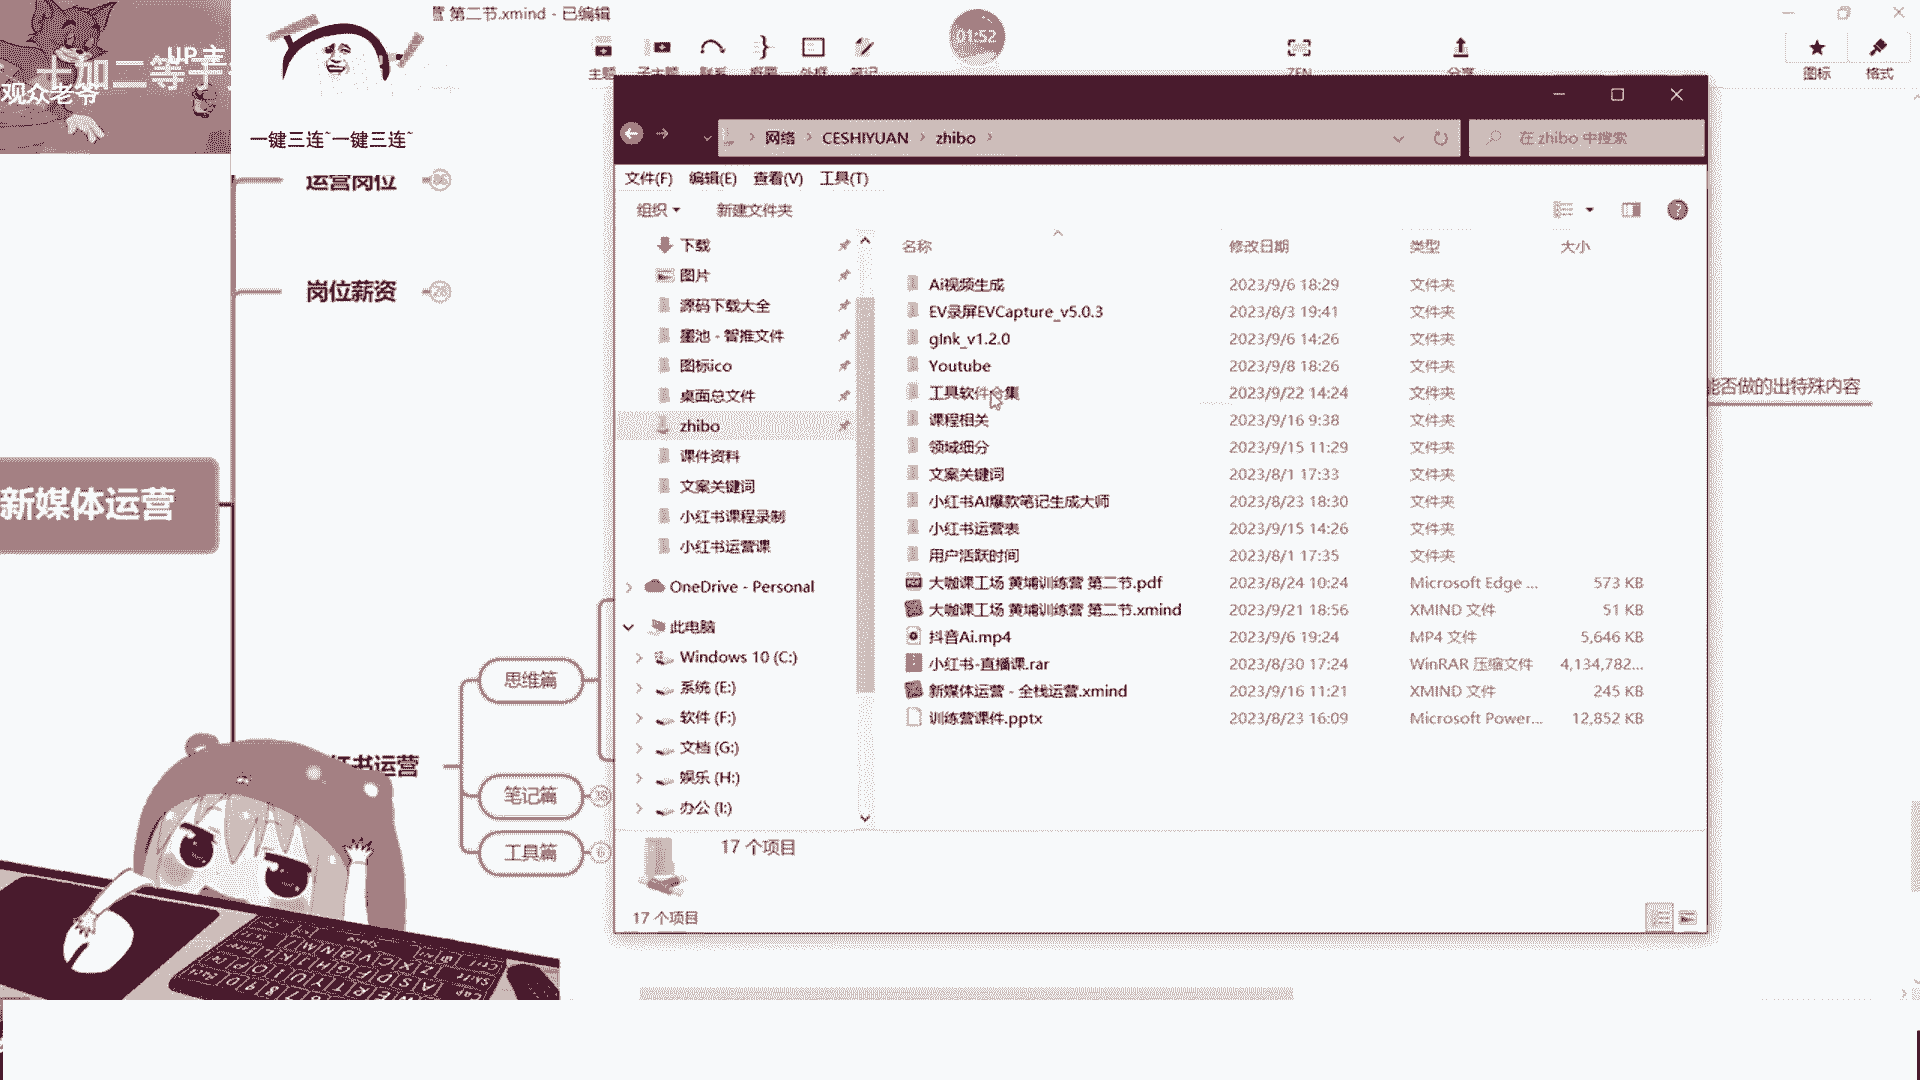 第二节.xmind - 已编辑
UP主
十加二等于
观众老爷
一键三连~一键三连~
01:52
主题
子主题
联系
概要
外框
笔记
ZEN
分享
图标
格式
运营岗位
86
岗位薪资
28
新媒体运营
思维篇
笔记篇
38
工具篇
6
书运营
能否做的出特殊内容
网络 > CESHIYUAN > zhibo >
在 zhibo 中搜索
文件(F) 编辑(E) 查看(V) 工具(T)
组织 新建文件夹
下载
图片
源码下载大全
墨池 - 智推文件
图标ico
桌面总文件
zhibo
课件资料
文案关键词
小红书课程录制
小红书运营课
OneDrive - Personal
此电脑
Windows 10 (C:)
系统 (E:)
软件 (F:)
文档 (G:)
娱乐 (H:)
办公 (I:)
名称 修改日期 类型 大小
Ai视频生成 2023/9/6 18:29 文件夹
EV录屏EVCapture_v5.0.3 2023/8/3 19:41 文件夹
gInk_v1.2.0 2023/9/6 14:26 文件夹
Youtube 2023/9/8 18:26 文件夹
工具软件合集 2023/9/22 14:24 文件夹
课程相关 2023/9/16 9:38 文件夹
领域细分 2023/9/15 11:29 文件夹
文案关键词 2023/8/1 17:33 文件夹
小红书AI爆款笔记生成大师 2023/8/23 18:30 文件夹
小红书运营表 2023/9/15 14:26 文件夹
用户活跃时间 2023/8/1 17:35 文件夹
大咖课工场 黄埔训练营 第二节.pdf 2023/8/24 10:24 Microsoft Edge ... 573 KB
大咖课工场 黄埔训练营 第二节.xmind 2023/9/21 18:56 XMIND 文件 51 KB
抖音Ai.mp4 2023/9/6 19:24 MP4 文件 5,646 KB
小红书-直播课.rar 2023/8/30 17:24 WinRAR 压缩文件 4,134,782...
新媒体运营 - 全栈运营.xmind 2023/9/16 11:21 XMIND 文件 245 KB
训练营课件.pptx 2023/8/23 16:09 Microsoft Power... 12,852 KB
17 个项目
17 个项目